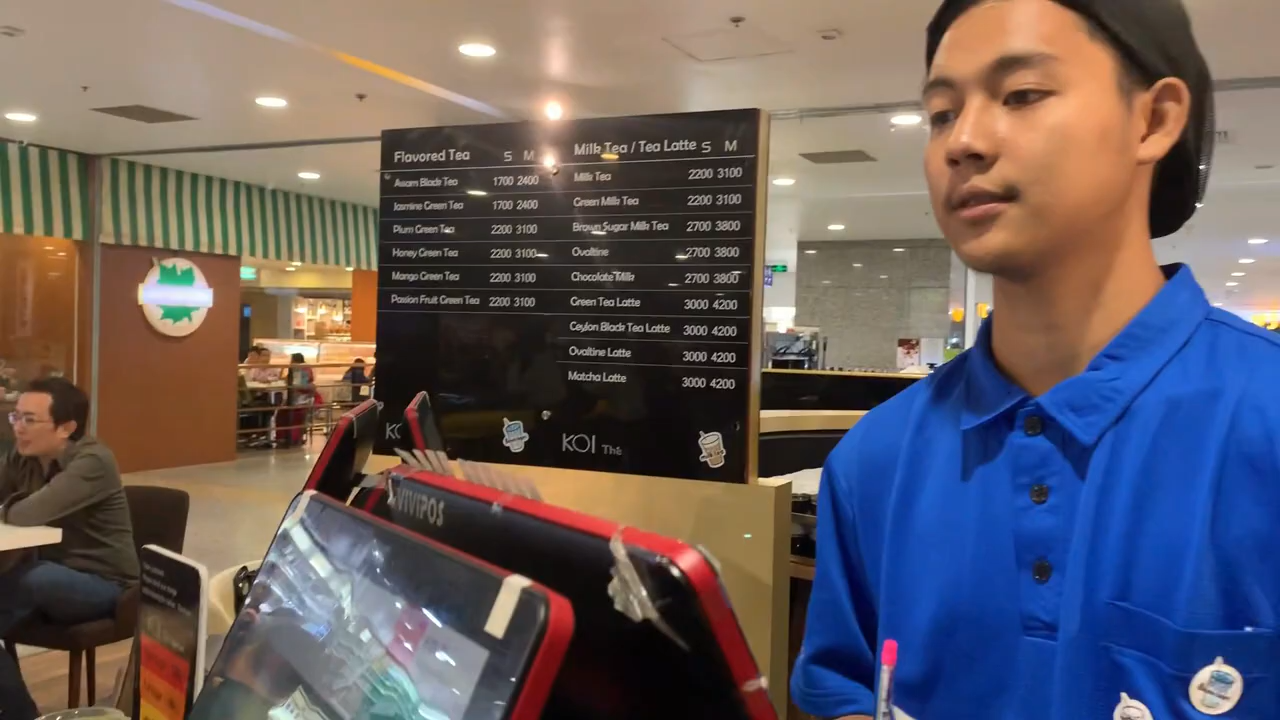 Flavored Tea S M
Assam Black Tea 1700 2400
Jasmine Green Tea 1700 2400
Plum Green Tea 2200 3100
Honey Green Tea 2200 3100
Mango Green Tea 2200 3100
Passion Fruit Green Tea 2200 3100
Milk Tea / Tea Latte S M
Milk Tea 2200 3100
Green Milk Tea 2200 3100
Brown Sugar Milk Tea 2700 3800
Ovaltine 2700 3800
Chocolate Milk 2700 3800
Green Tea Latte 3000 4200
Ceylon Black Tea Latte 3000 4200
Ovaltine Latte 3000 4200
Matcha Latte 3000 4200
KOI Thé
VIVIPOS